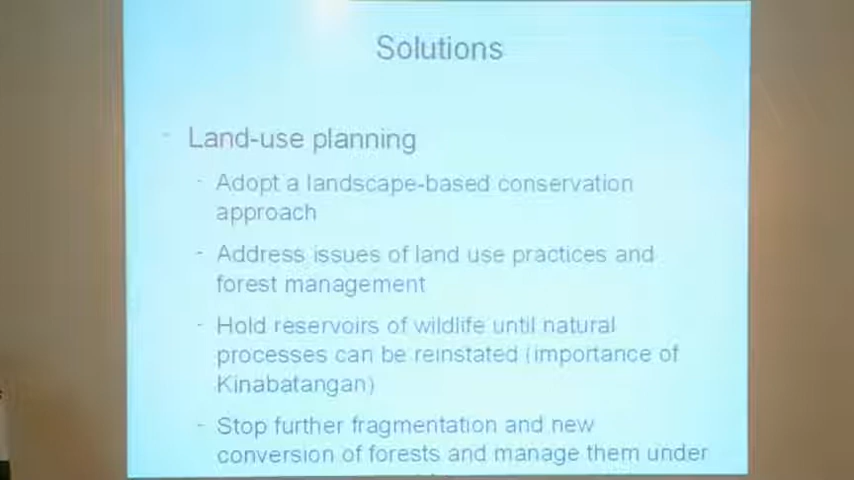 Solutions
- Land-use planning
- Adopt a landscape-based conservation
approach
- Address issues of land use practices and
forest management
- Hold reservoirs of wildlife until natural
processes can be reinstated (importance of
Kinabatangan)
- Stop further fragmentation and new
conversion of forests and manage them under